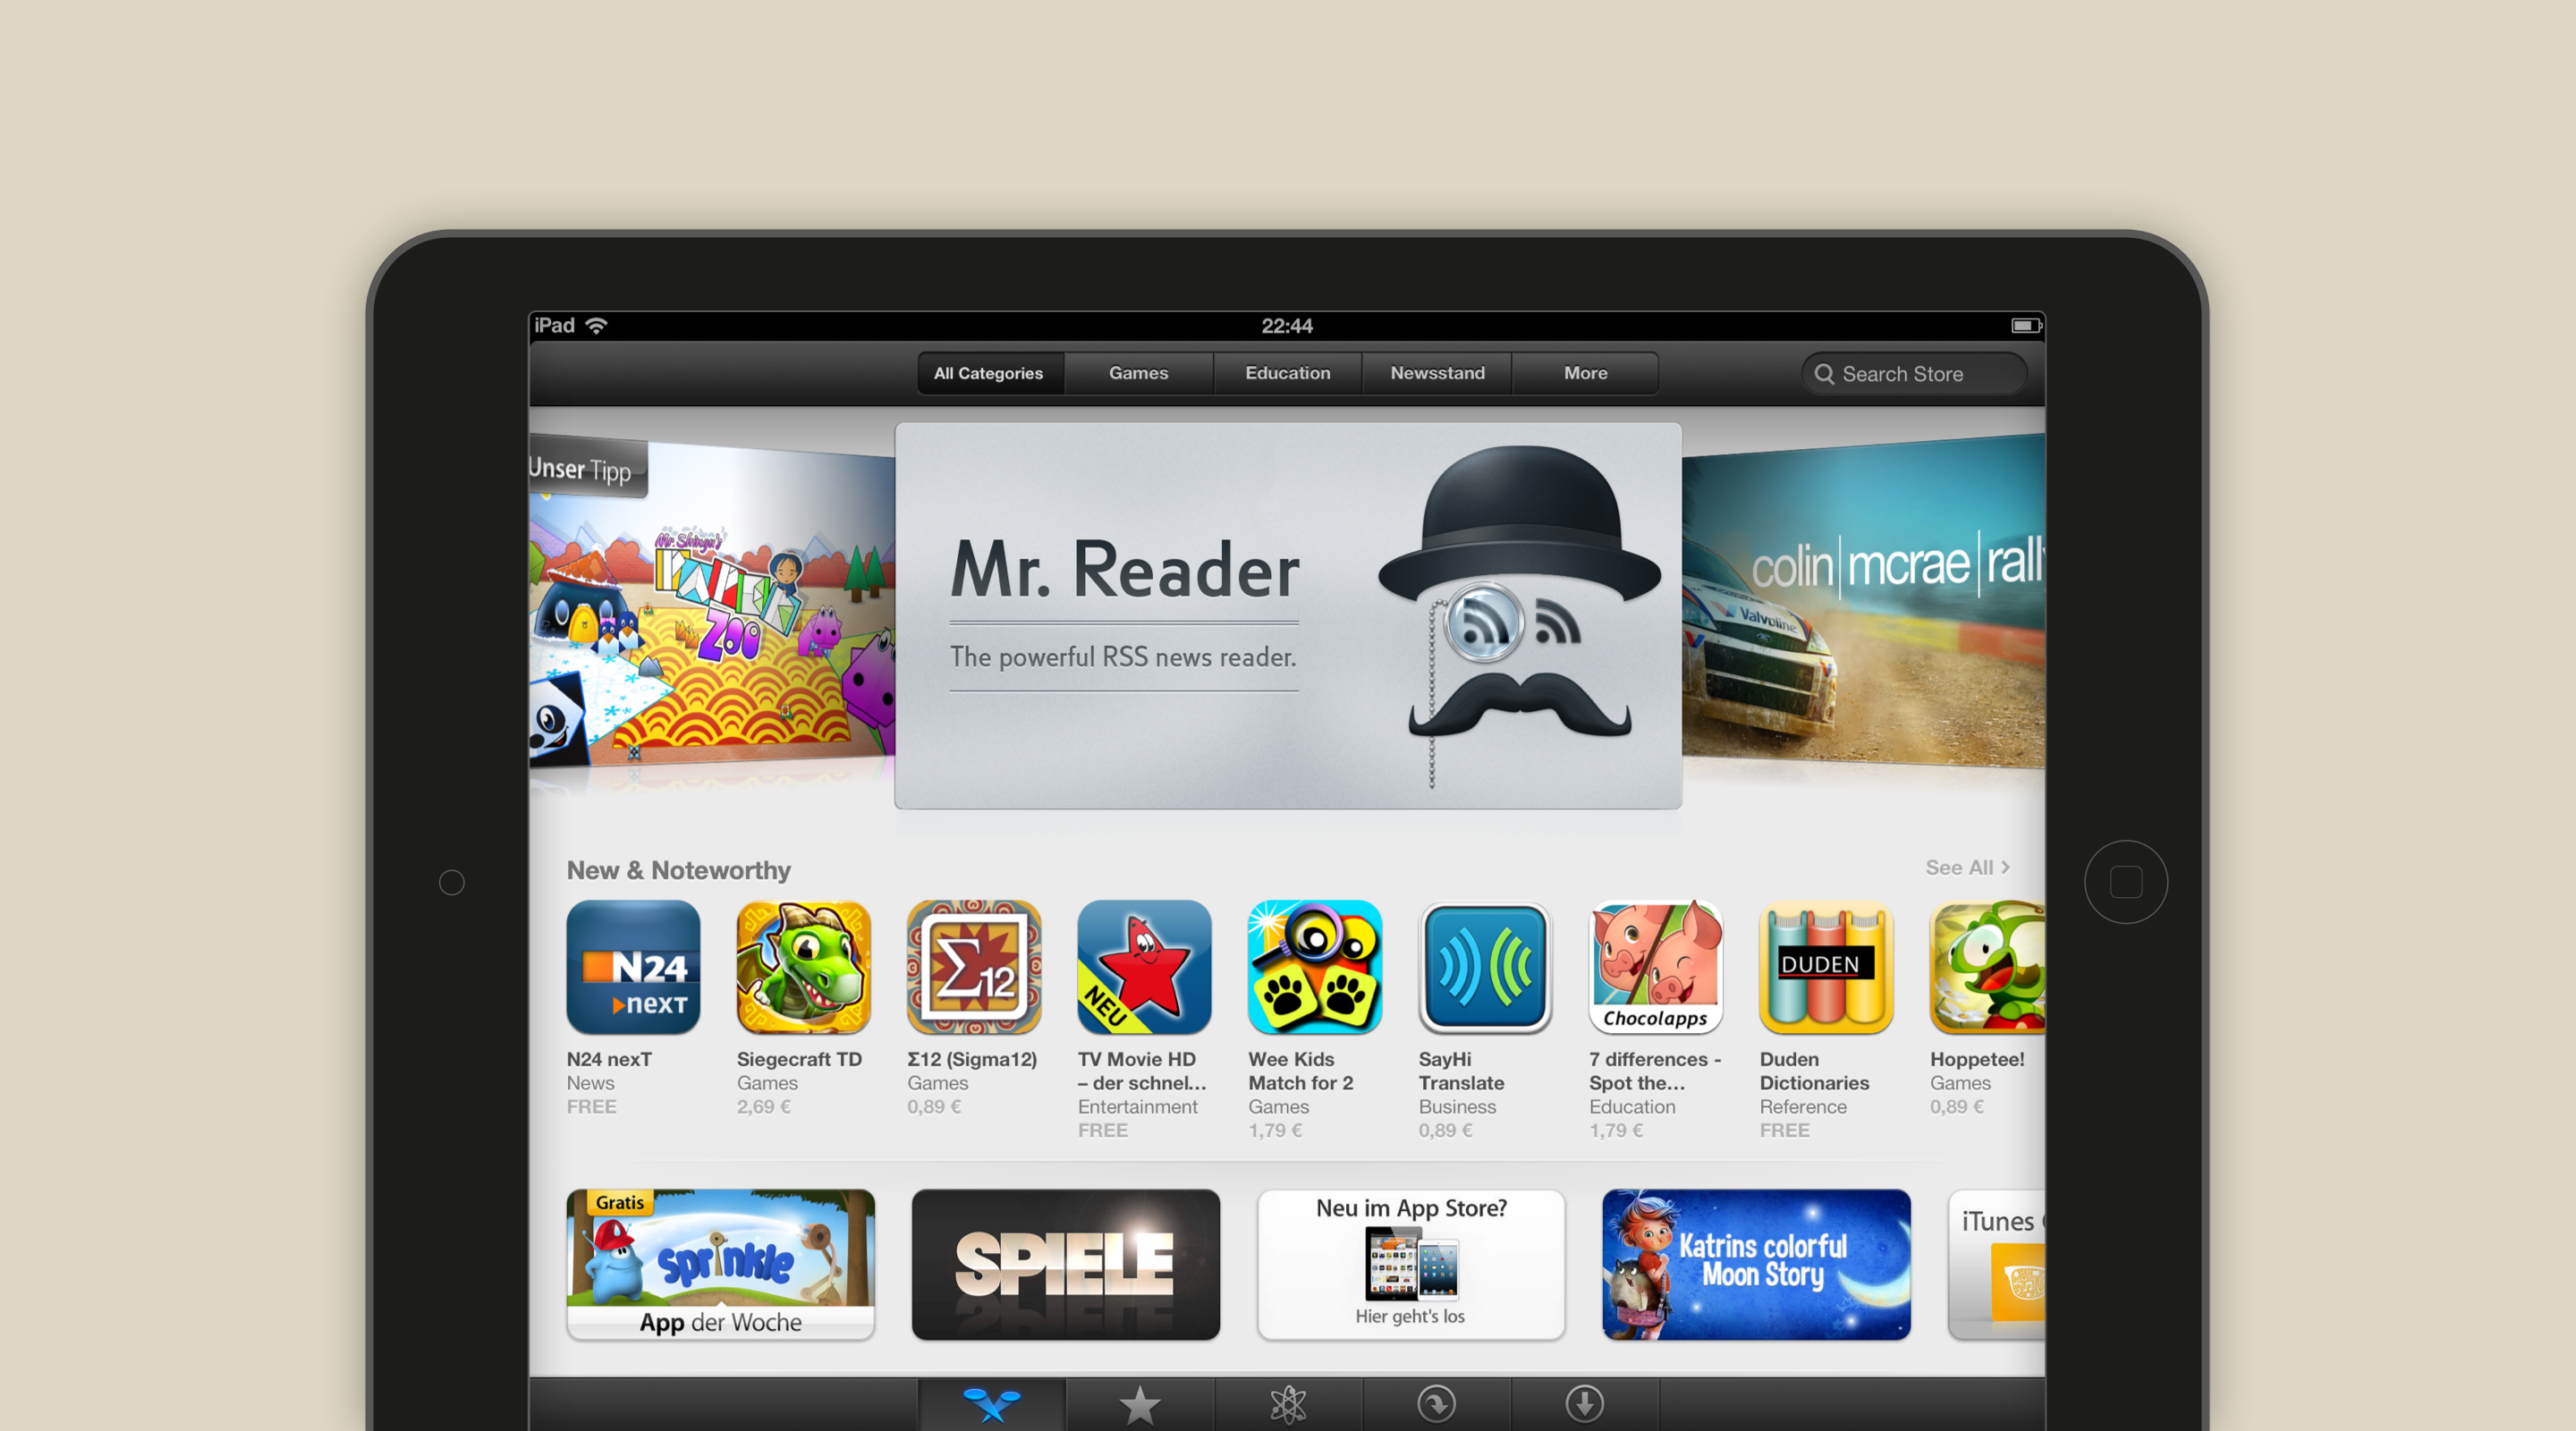 iPad
22:44
All Categories
Games
Education
Newsstand
More
Search Store
Unser Tipp
Mr. Shingu's
ZOO
Mr. Reader
The powerful RSS news reader.
colin|mcrae|rall
Valvoline
New & Noteworthy
See All >
N24
nexT
Σ12
NEU
Chocolapps
DUDEN
N24 nexT
News
FREE
Siegecraft TD
Games
2,69 €
Σ12 (Sigma12)
Games
0,89 €
TV Movie HD
– der schnel...
Entertainment
FREE
Wee Kids
Match for 2
Games
1,79 €
SayHi
Translate
Business
0,89 €
7 differences -
Spot the...
Education
1,79 €
Duden
Dictionaries
Reference
FREE
Hoppetee!
Games
0,89 €
Gratis
Sprinkle
App der Woche
SPIELE
Neu im App Store?
Hier geht's los
Katrins colorful
Moon Story
iTunes